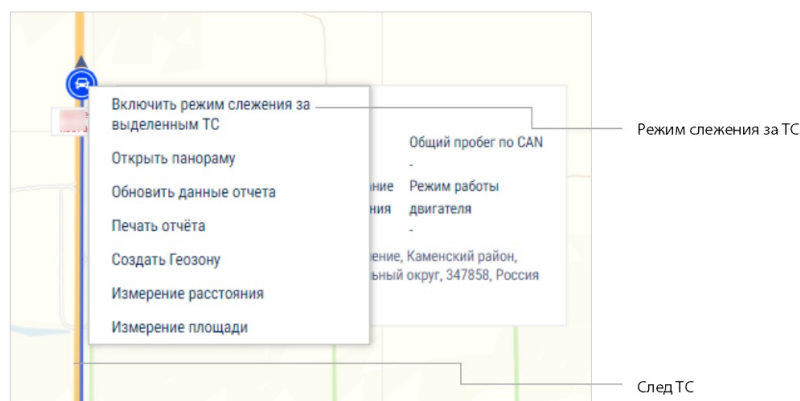 Включить режим слежения за
выделенным ТС
Открыть панораму
Обновить данные отчета
Печать отчёта
Создать Геозону
Измерение расстояния
Измерение площади
Общий пробег по CAN
-
Режим работы
двигателя
-
Каменский район,
округ, 347858, Россия
Режим слежения за ТС
След ТС